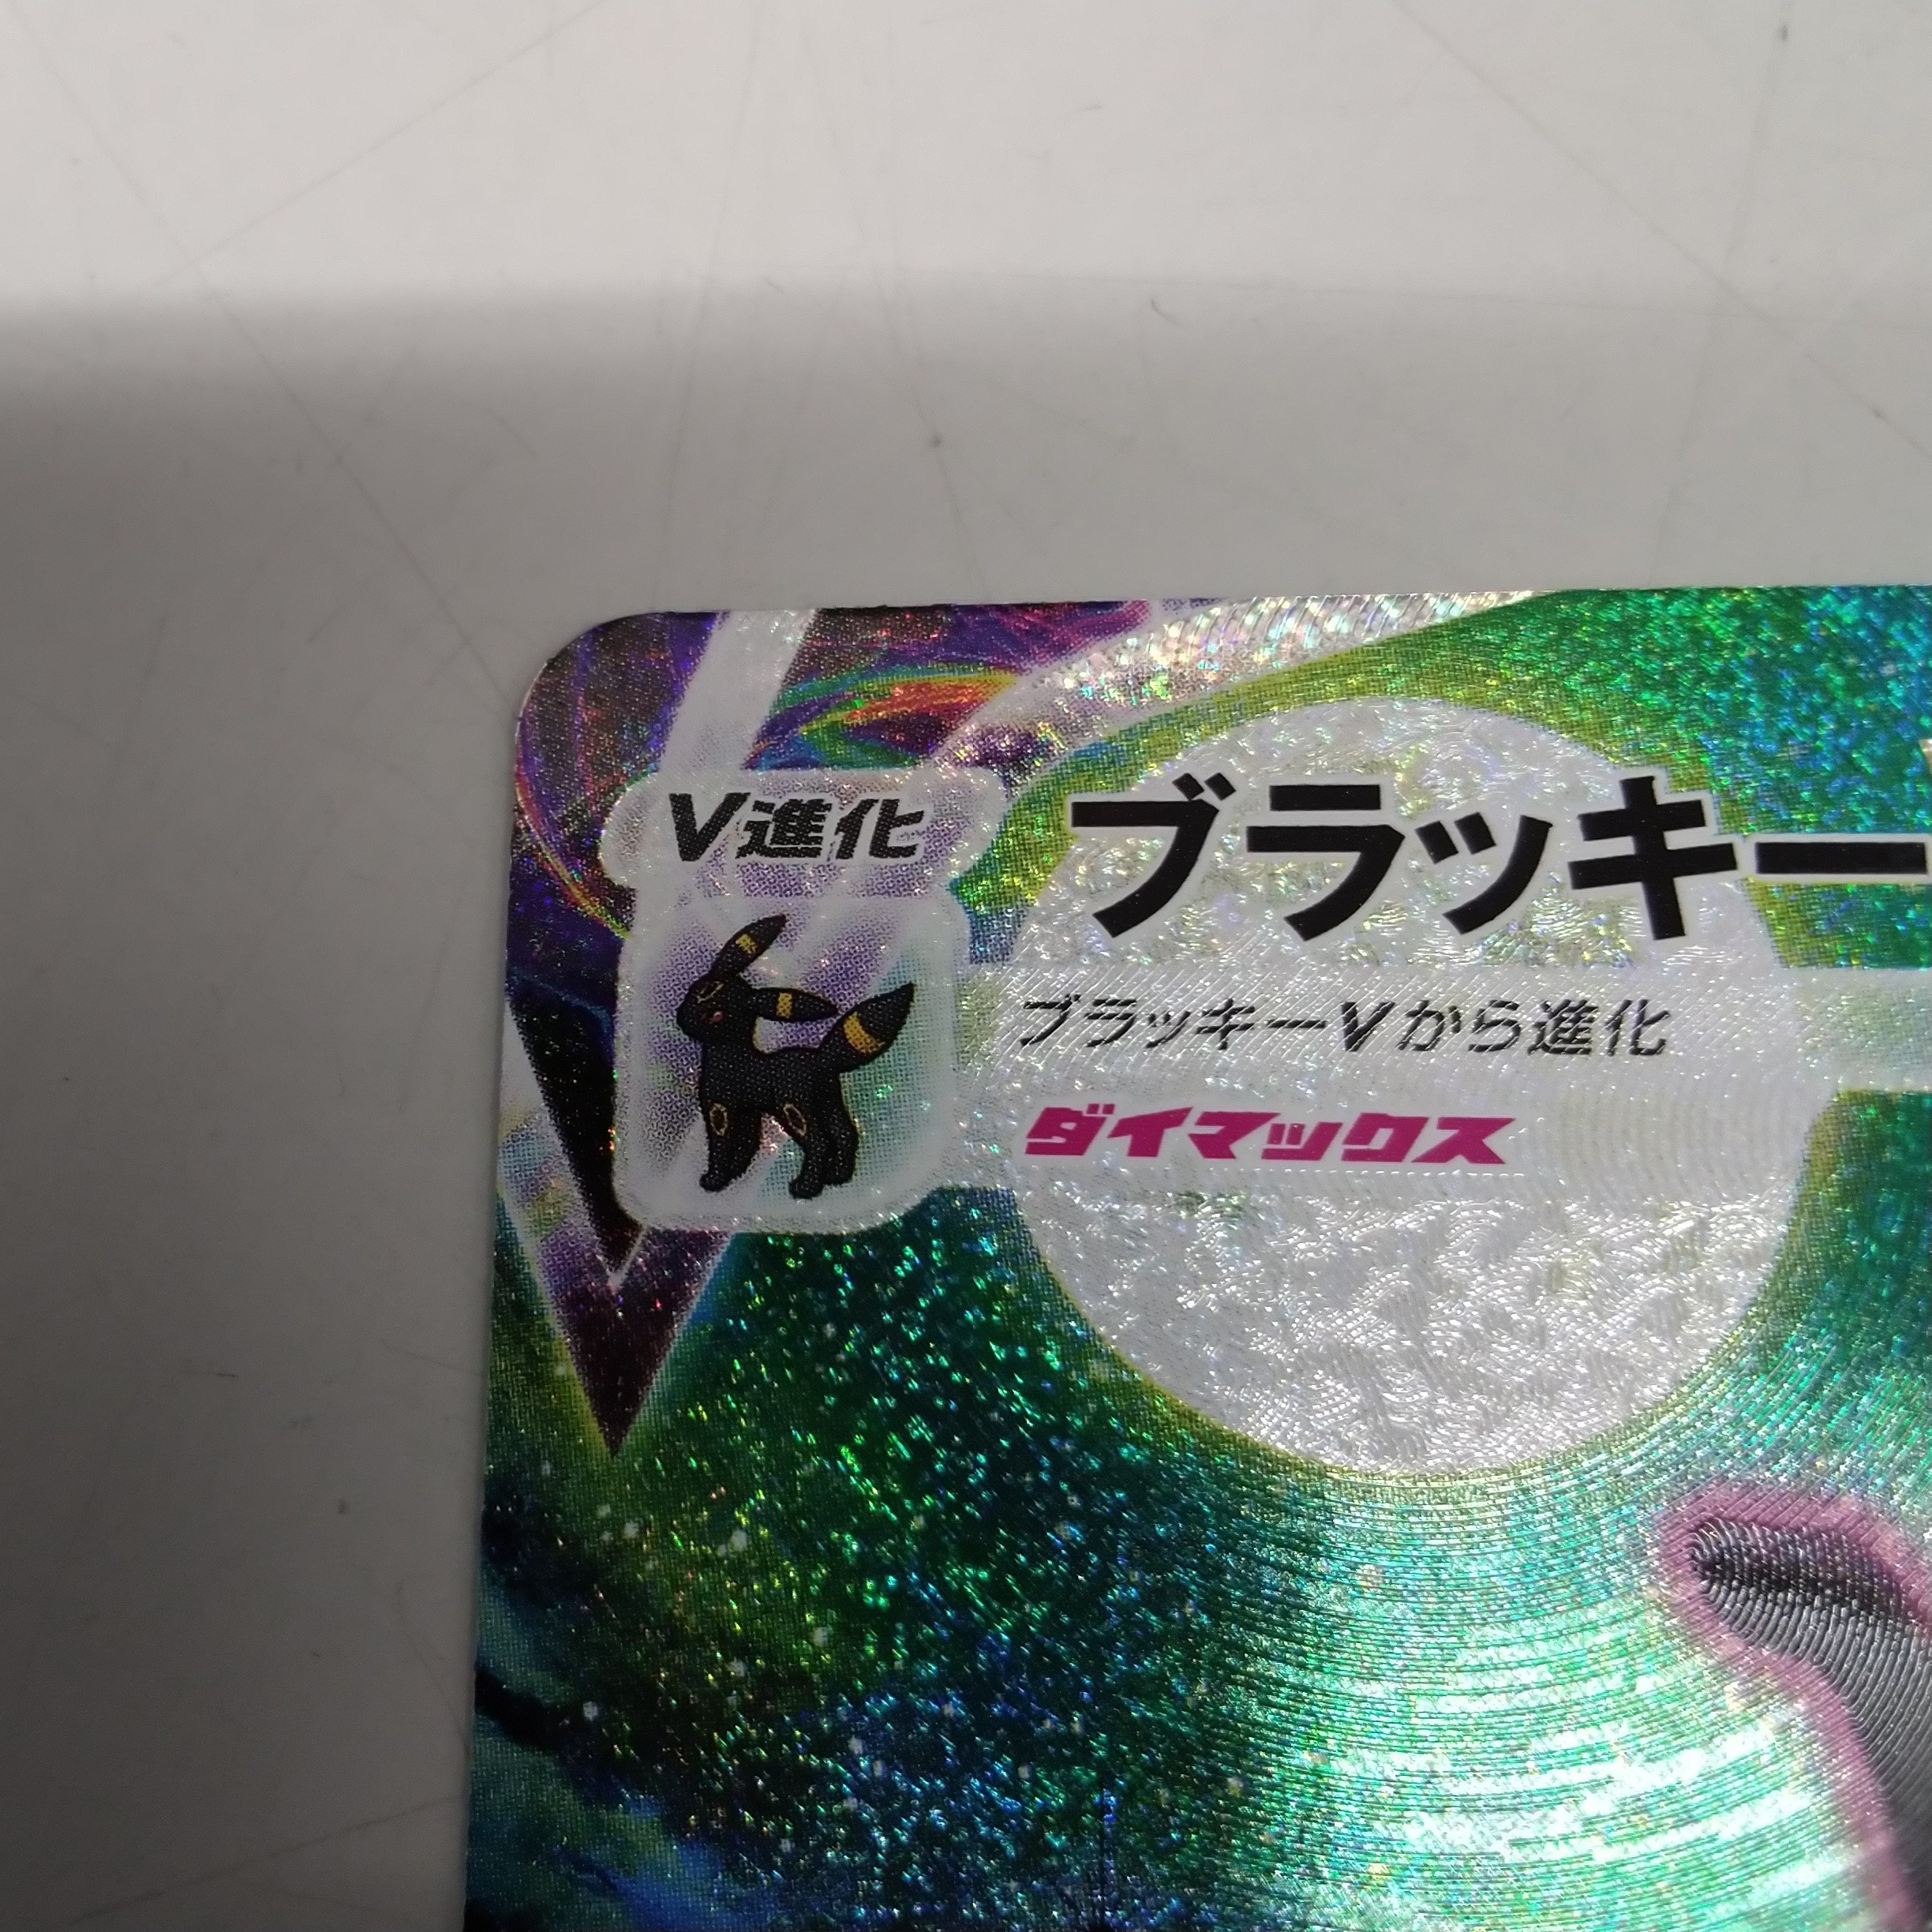 V進化
ブラッキー
ブラッキーVから進化
ダイマックス